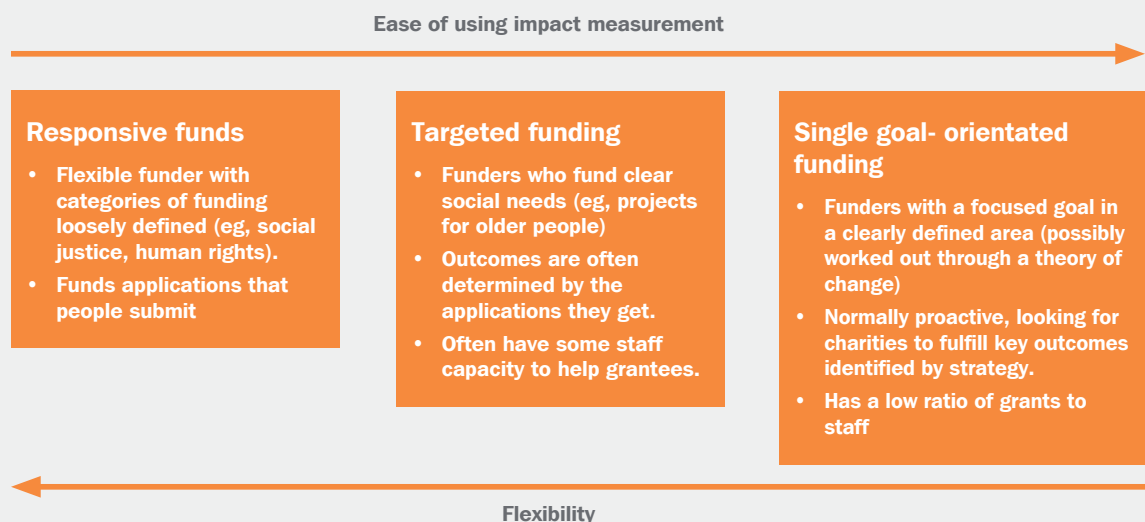 Ease of using impact measurement
Responsive funds
• Flexible funder with
categories of funding
loosely defined (eg, social
justice, human rights).
• Funds applications that
people submit
Targeted funding
• Funders who fund clear
social needs (eg, projects
for older people)
• Outcomes are often
determined by the
applications they get.
• Often have some staff
capacity to help grantees.
Single goal- orientated
funding
• Funders with a focused goal in
a clearly defined area (possibly
worked out through a theory of
change)
• Normally proactive, looking for
charities to fulfill key outcomes
identified by strategy.
• Has a low ratio of grants to
staff
Flexibility